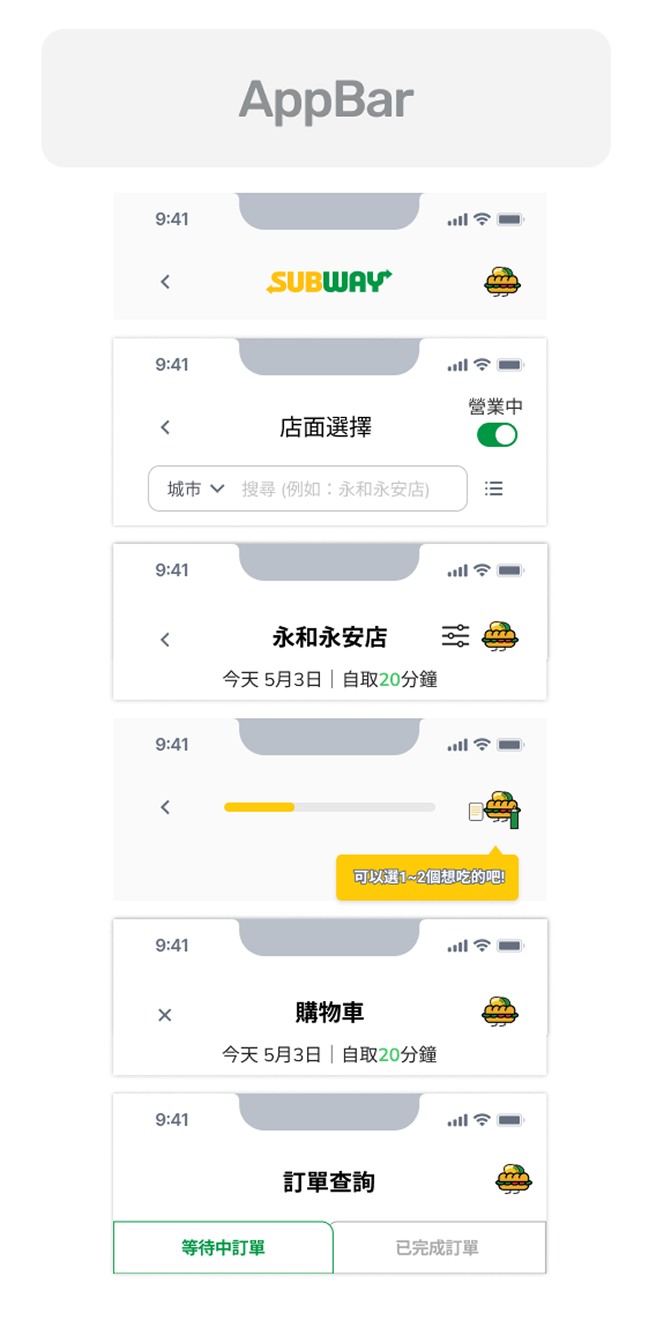 AppBar
9:41
SUBWAY
9:41
營業中
店面選擇
城市 搜尋 (例如：永和永安店)
9:41
永和永安店
今天 5月3日｜自取20分鐘
9:41
可以選1~2個想吃的吧!
9:41
購物車
今天 5月3日｜自取20分鐘
9:41
訂單查詢
等待中訂單 已完成訂單